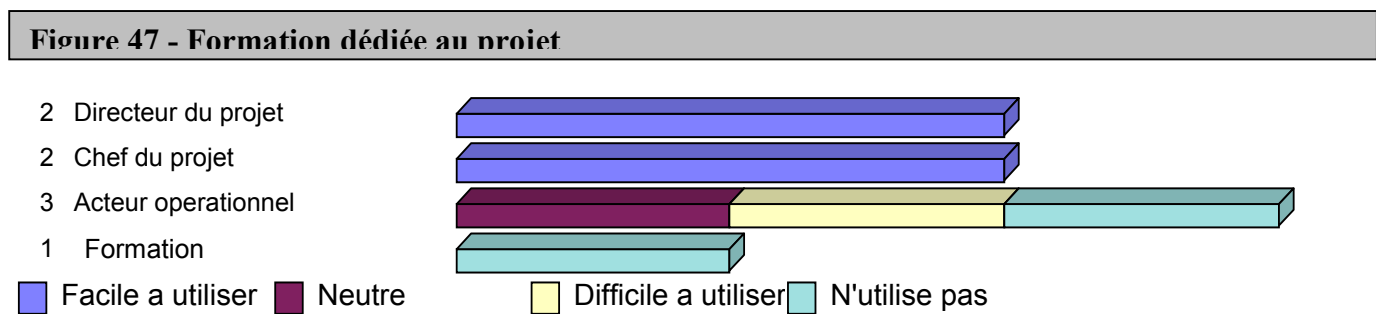 Figure 47 - Formation dédiée au projet
2 Directeur du projet
2 Chef du projet
3 Acteur operationnel
1 Formation
Facile a utiliser Neutre Difficile a utiliser N'utilise pas